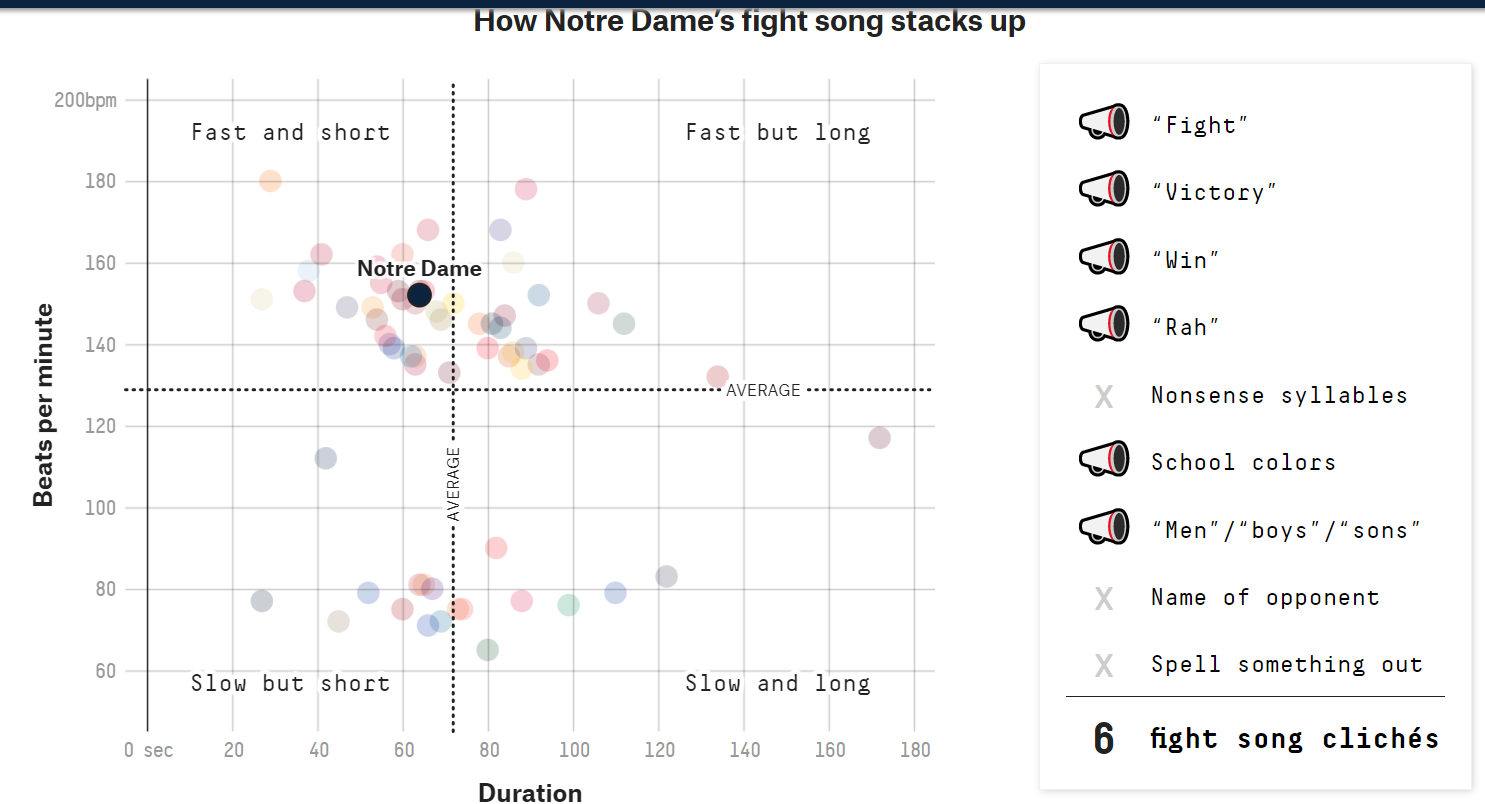 How Notre Dame’s fight song stacks up
200bpm
180
160
140
120
100
80
60
Beats per minute
Fast and short
Fast but long
Notre Dame
AVERAGE
AVERAGE
Slow but short
Slow and long
0 sec
20
40
60
80
100
120
140
160
180
Duration
“Fight”
“Victory”
“Win”
“Rah”
X Nonsense syllables
School colors
“Men”/“boys”/“sons”
X Name of opponent
X Spell something out
6 fight song clichés